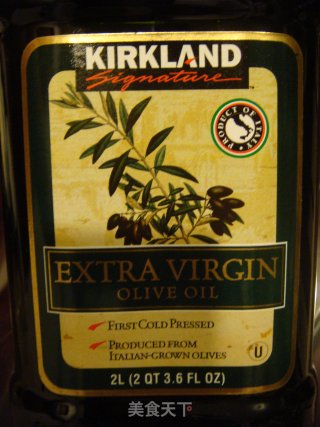 KIRKLAND
Signature
PRODUCT OF ITALY
EXTRA VIRGIN
OLIVE OIL
FIRST COLD PRESSED
PRODUCED FROM
ITALIAN-GROWN OLIVES
U
2L (2 QT 3.6 FL OZ)
美食天下